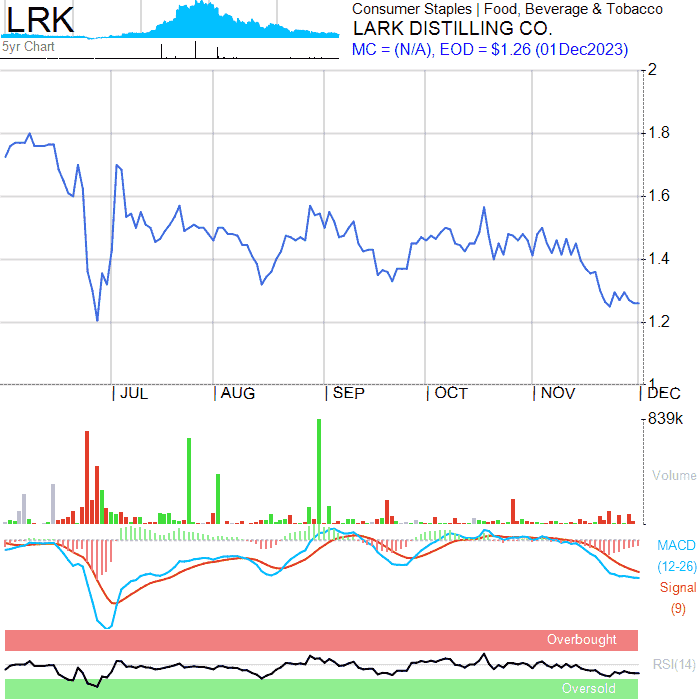 LRK
5yr Chart
Consumer Staples | Food, Beverage & Tobacco
LARK DISTILLING CO.
MC = (N/A), EOD = $1.26 (01Dec2023)
2
1.8
1.6
1.4
1.2
1
JUL AUG SEP OCT NOV DEC
839k
Volume
MACD
(12-26)
Signal
(9)
Overbought
RSI(14)
Oversold